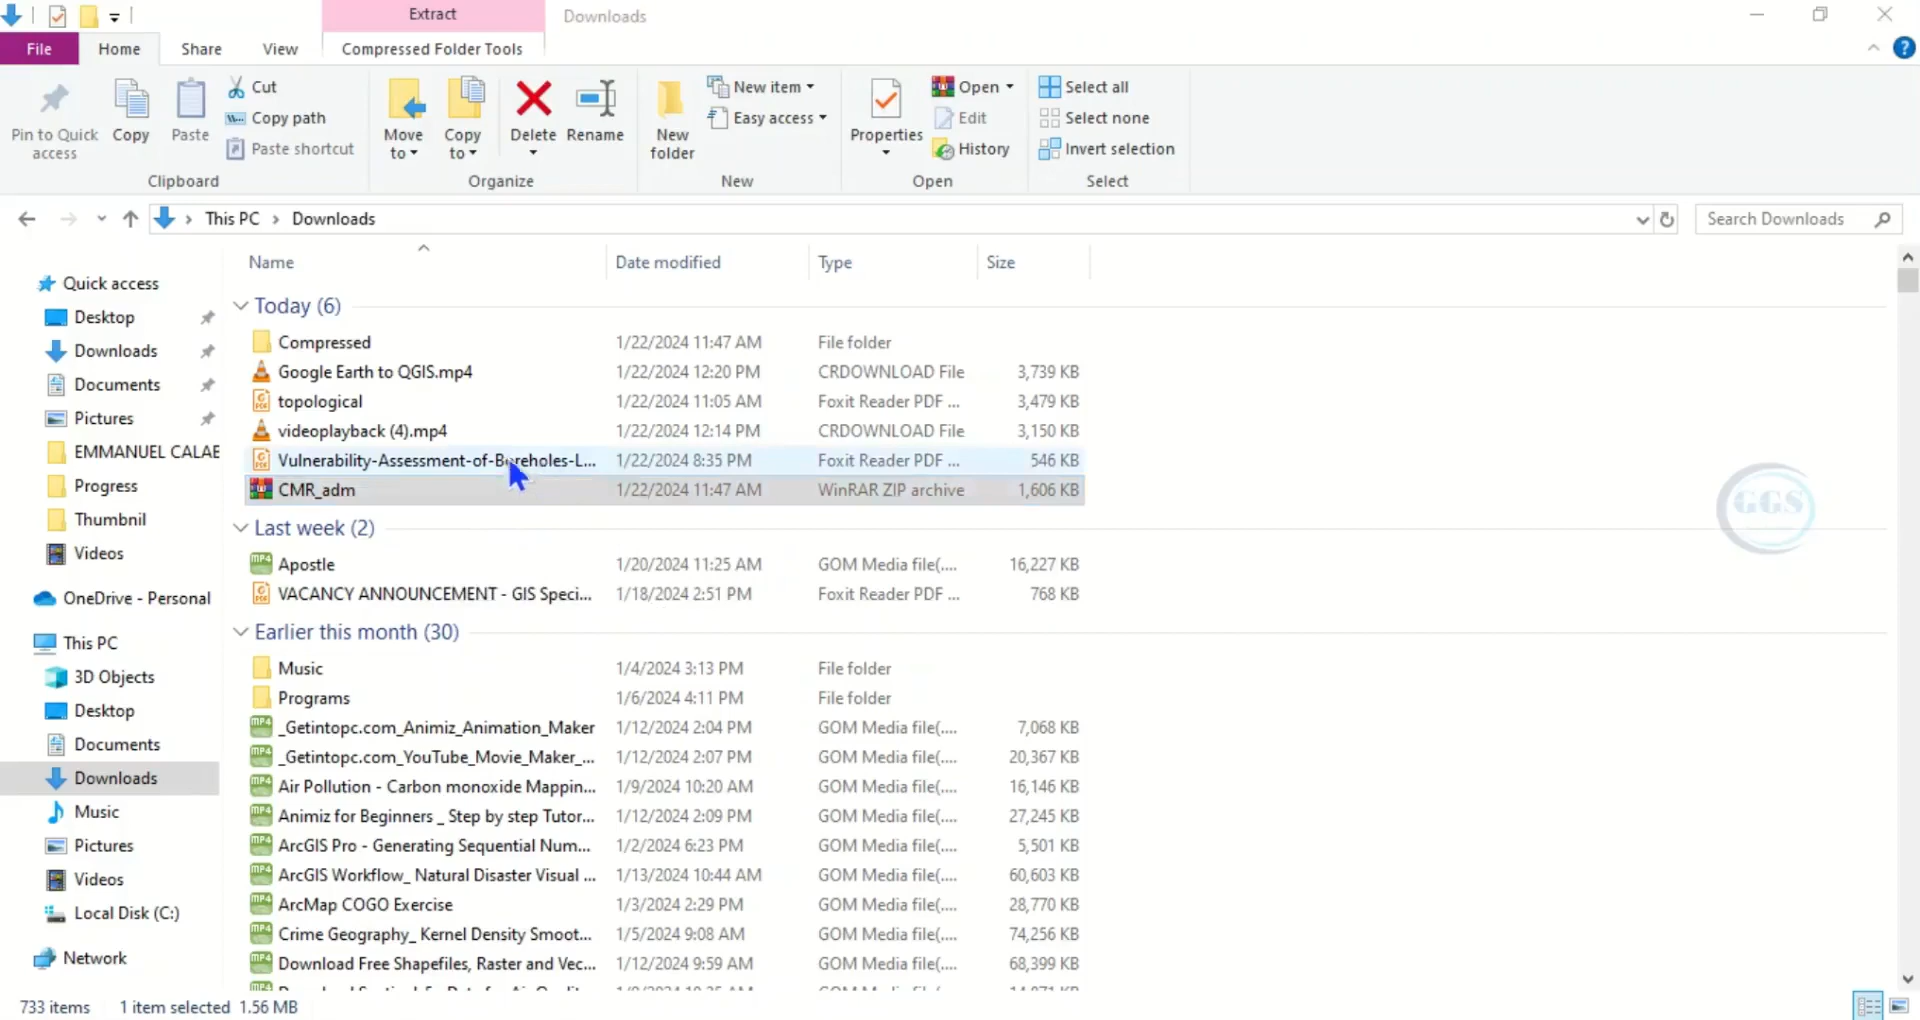 Extract
Downloads
File
Home
Share
View
Compressed Folder Tools
Pin to Quick access
Copy
Paste
Cut
Copy path
Paste shortcut
Clipboard
Move to
Copy to
Delete
Rename
Organize
New folder
New item
Easy access
New
Properties
Open
Edit
History
Open
Select all
Select none
Invert selection
Select
This PC
Downloads
Search Downloads
Name
Date modified
Type
Size
Quick access
Desktop
Downloads
Documents
Pictures
EMMANUEL CALAE
Progress
Thumbnil
Videos
OneDrive - Personal
This PC
3D Objects
Desktop
Documents
Downloads
Music
Pictures
Videos
Local Disk (C:)
Network
Today (6)
Compressed 1/22/2024 11:47 AM File folder
Google Earth to QGIS.mp4 1/22/2024 12:20 PM CRDOWNLOAD File 3,739 KB
topological 1/22/2024 11:05 AM Foxit Reader PDF ... 3,479 KB
videoplayback (4).mp4 1/22/2024 12:14 PM CRDOWNLOAD File 3,150 KB
Vulnerability-Assessment-of-Boreholes-L... 1/22/2024 8:35 PM Foxit Reader PDF ... 546 KB
CMR_adm 1/22/2024 11:47 AM WinRAR ZIP archive 1,606 KB
Last week (2)
Apostle 1/20/2024 11:25 AM GOM Media file(.... 16,227 KB
VACANCY ANNOUNCEMENT - GIS Speci... 1/18/2024 2:51 PM Foxit Reader PDF ... 768 KB
Earlier this month (30)
Music 1/4/2024 3:13 PM File folder
Programs 1/6/2024 4:11 PM File folder
_Getintopc.com_Animiz_Animation_Maker 1/12/2024 2:04 PM GOM Media file(.... 7,068 KB
_Getintopc.com_YouTube_Movie_Maker_... 1/12/2024 2:07 PM GOM Media file(.... 20,367 KB
Air Pollution - Carbon monoxide Mappin... 1/9/2024 10:20 AM GOM Media file(.... 16,146 KB
Animiz for Beginners _ Step by step Tutor... 1/12/2024 2:09 PM GOM Media file(.... 27,245 KB
ArcGIS Pro - Generating Sequential Num... 1/2/2024 6:23 PM GOM Media file(.... 5,501 KB
ArcGIS Workflow_ Natural Disaster Visual ... 1/13/2024 10:44 AM GOM Media file(.... 60,603 KB
ArcMap COGO Exercise 1/3/2024 2:29 PM GOM Media file(.... 28,770 KB
Crime Geography_ Kernel Density Smoot... 1/5/2024 9:08 AM GOM Media file(.... 74,256 KB
Download Free Shapefiles, Raster and Vec... 1/12/2024 9:59 AM GOM Media file(.... 68,399 KB
GGS
733 items 1 item selected 1.56 MB